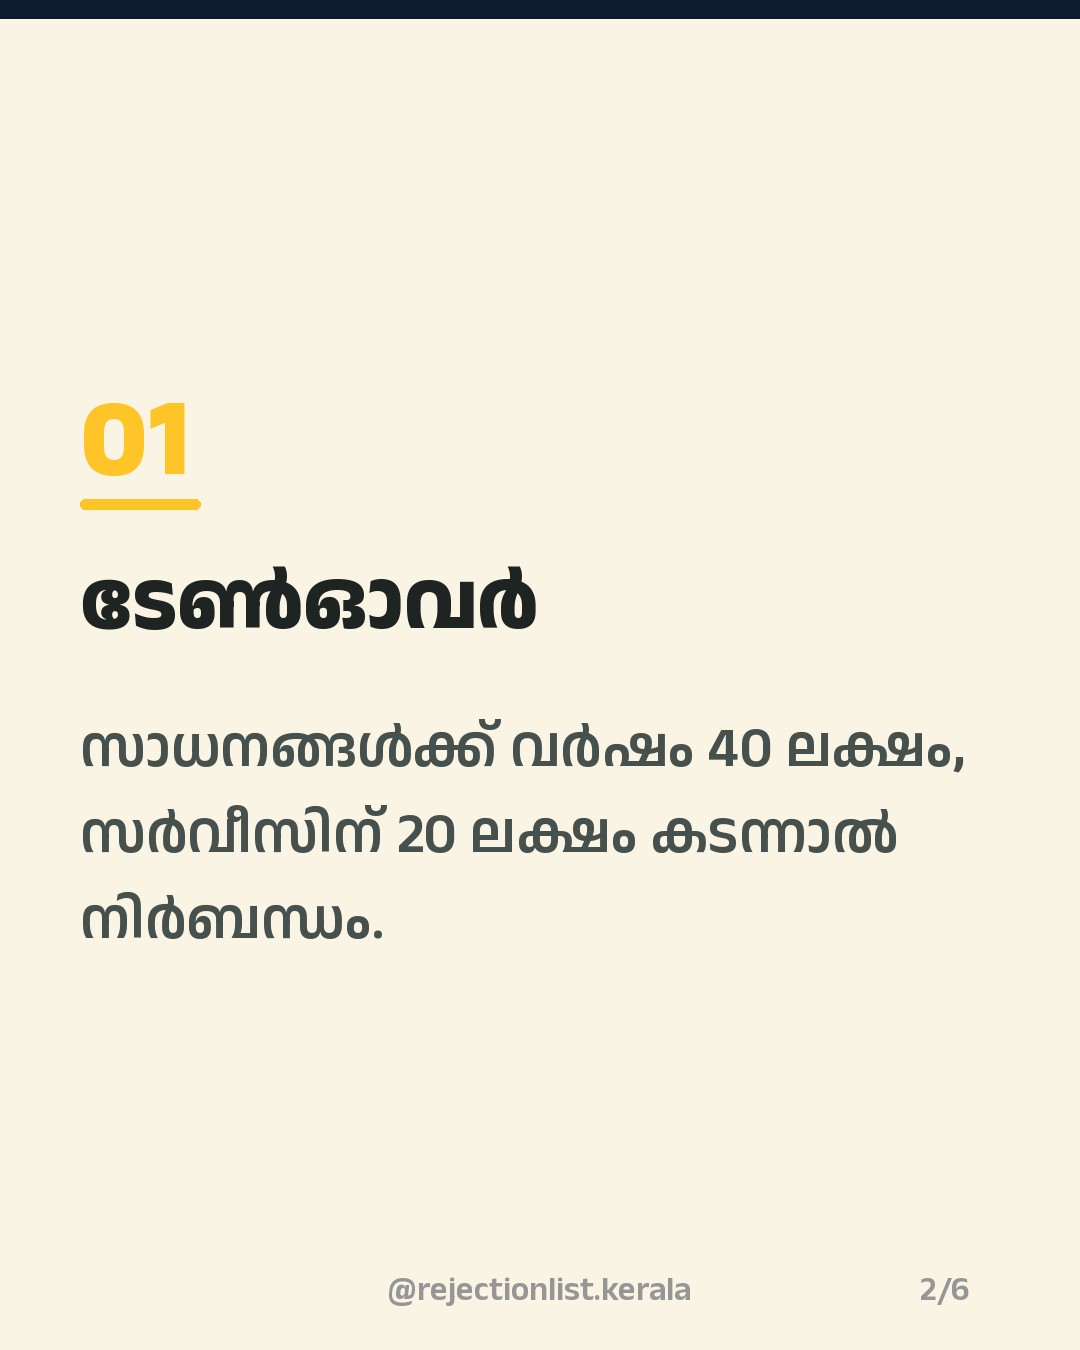 01
ടേൺഓവർ
സാധനങ്ങൾക്ക് വർഷം 40 ലക്ഷം,
സർവീസിന് 20 ലക്ഷം കടന്നാൽ
നിർബന്ധം.
@rejectionlist.kerala
2/6